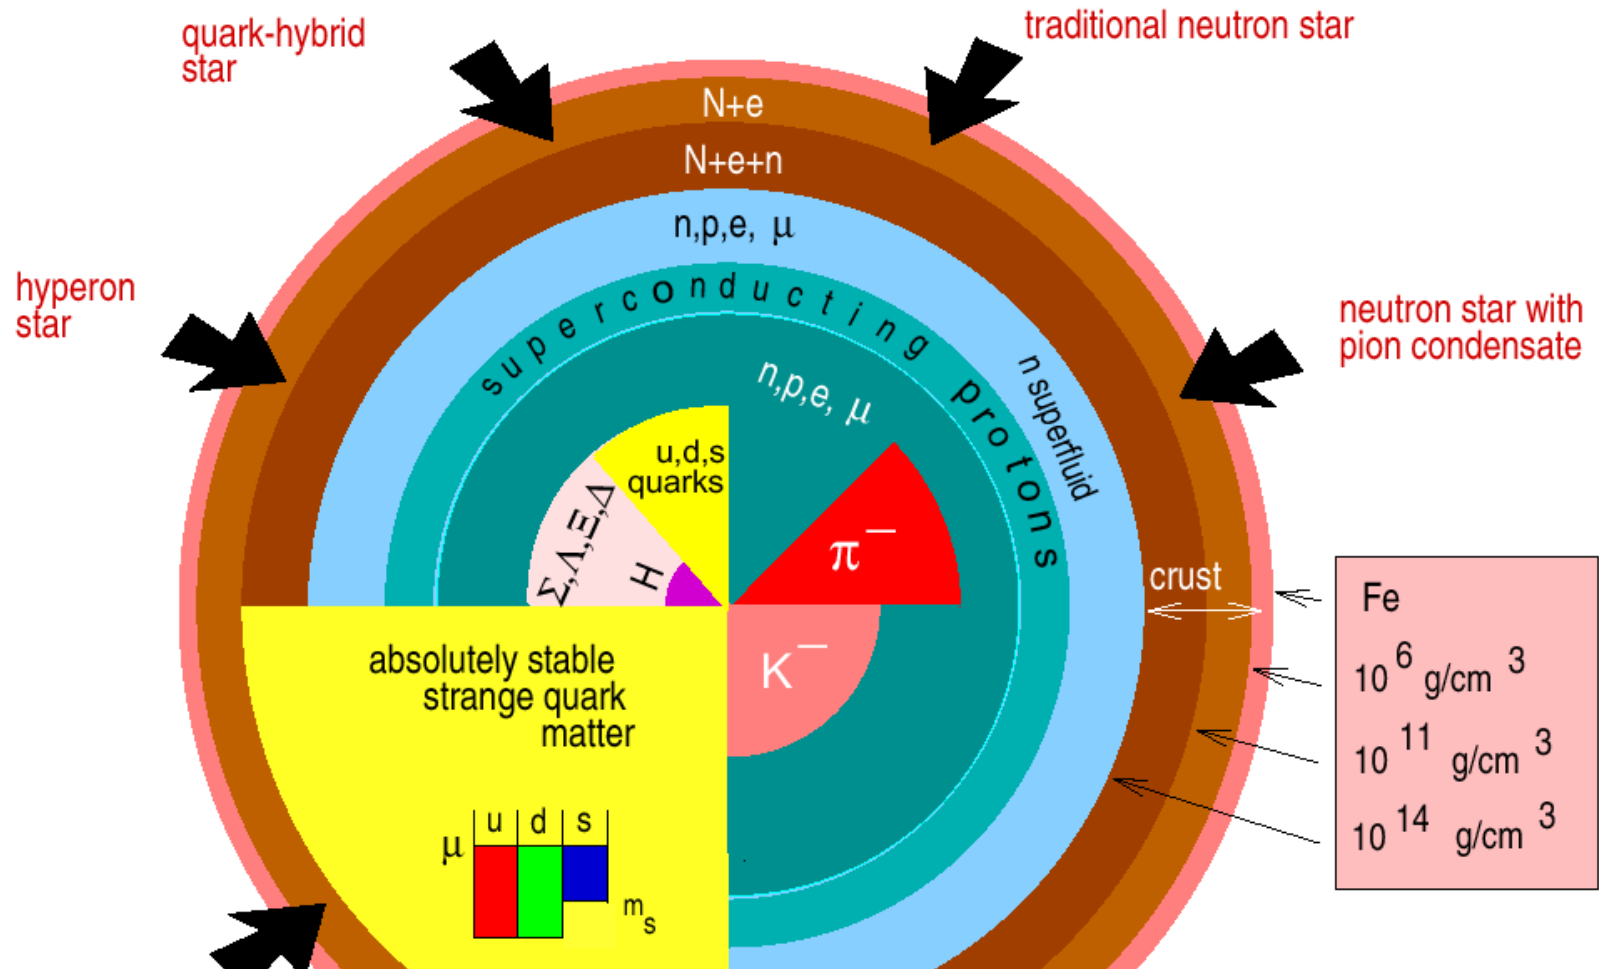 quark-hybrid
star
traditional neutron star
N+e
N+e+n
n,p,e, μ
superconducting protons
hyperon
star
neutron star with
pion condensate
n superfluid
n,p,e, μ
u,d,s
quarks
Σ,Λ,Ξ,Δ
H
π⁻
crust
K⁻
absolutely stable
strange quark
matter
μ
u d s
m_s
Fe
10⁶ g/cm³
10¹¹ g/cm³
10¹⁴ g/cm³